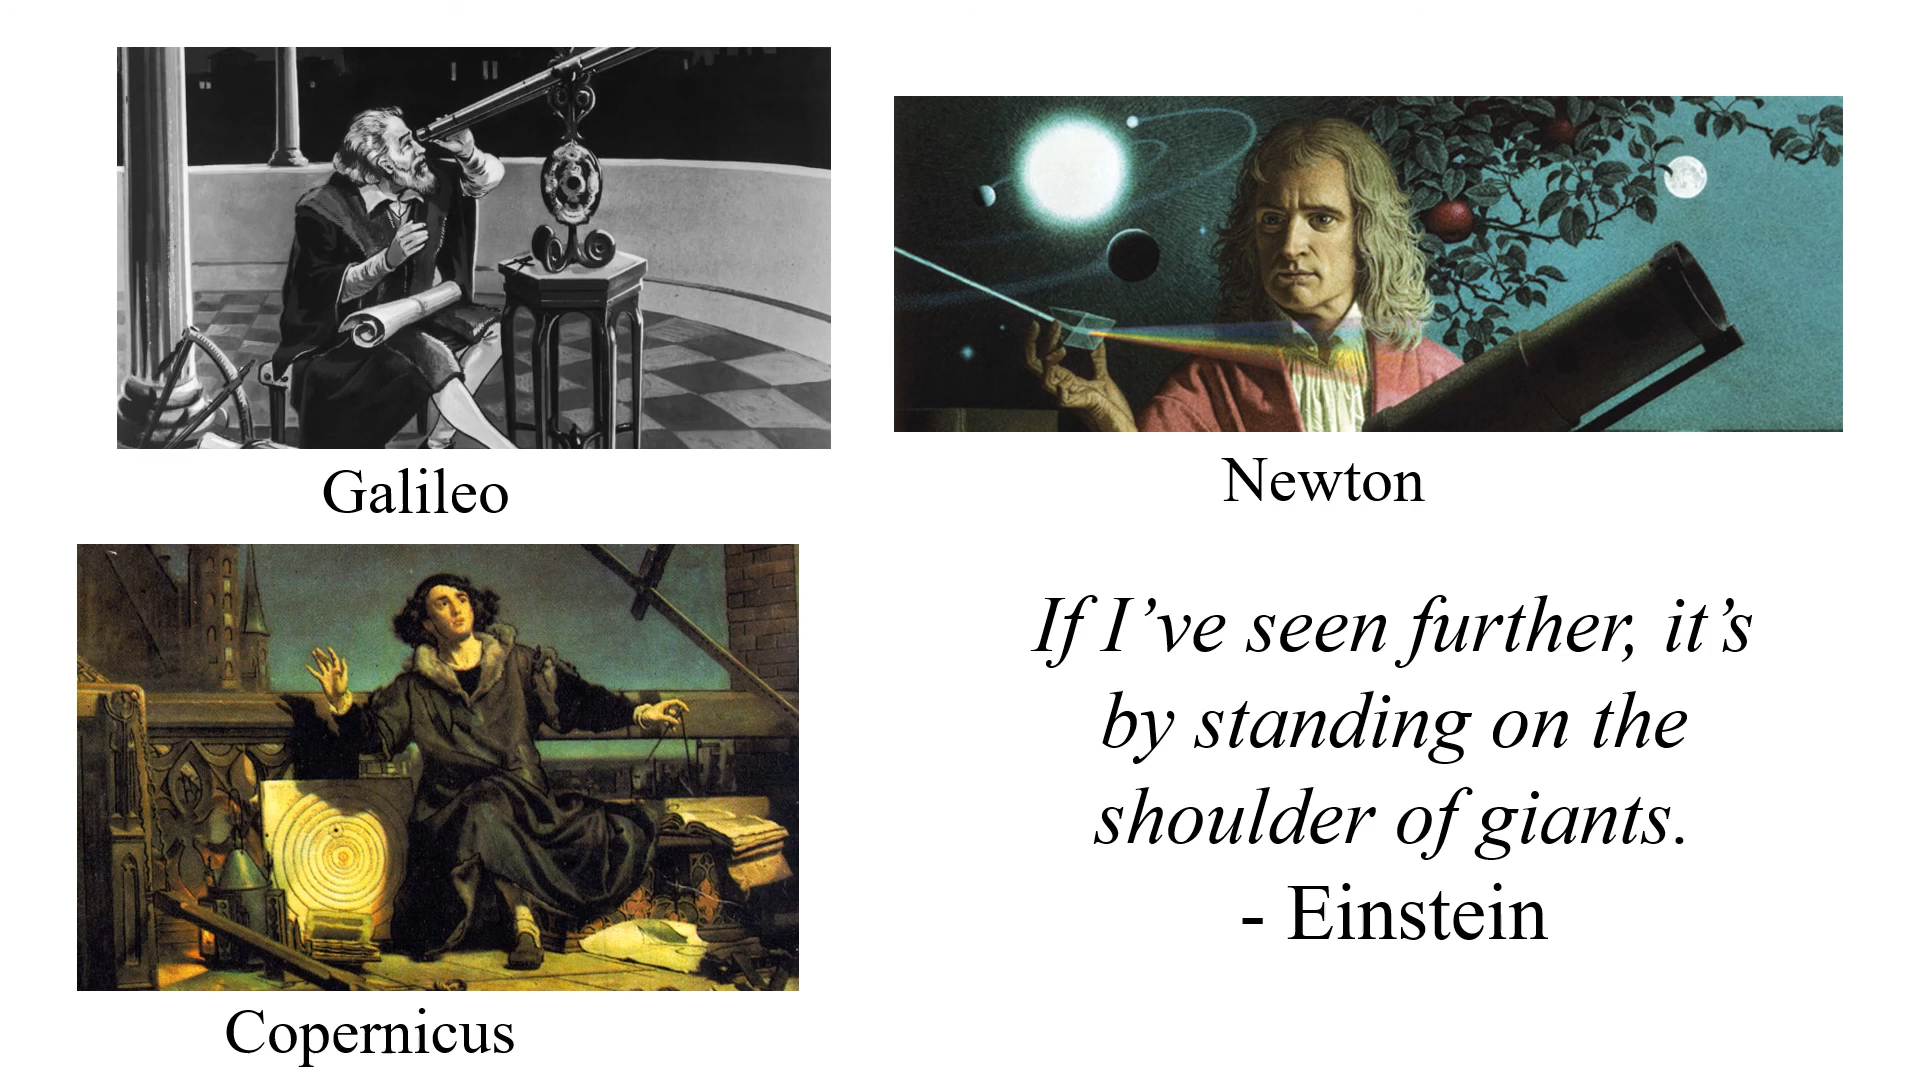 Galileo
Newton
Copernicus
If I’ve seen further, it’s
by standing on the
shoulder of giants.
- Einstein